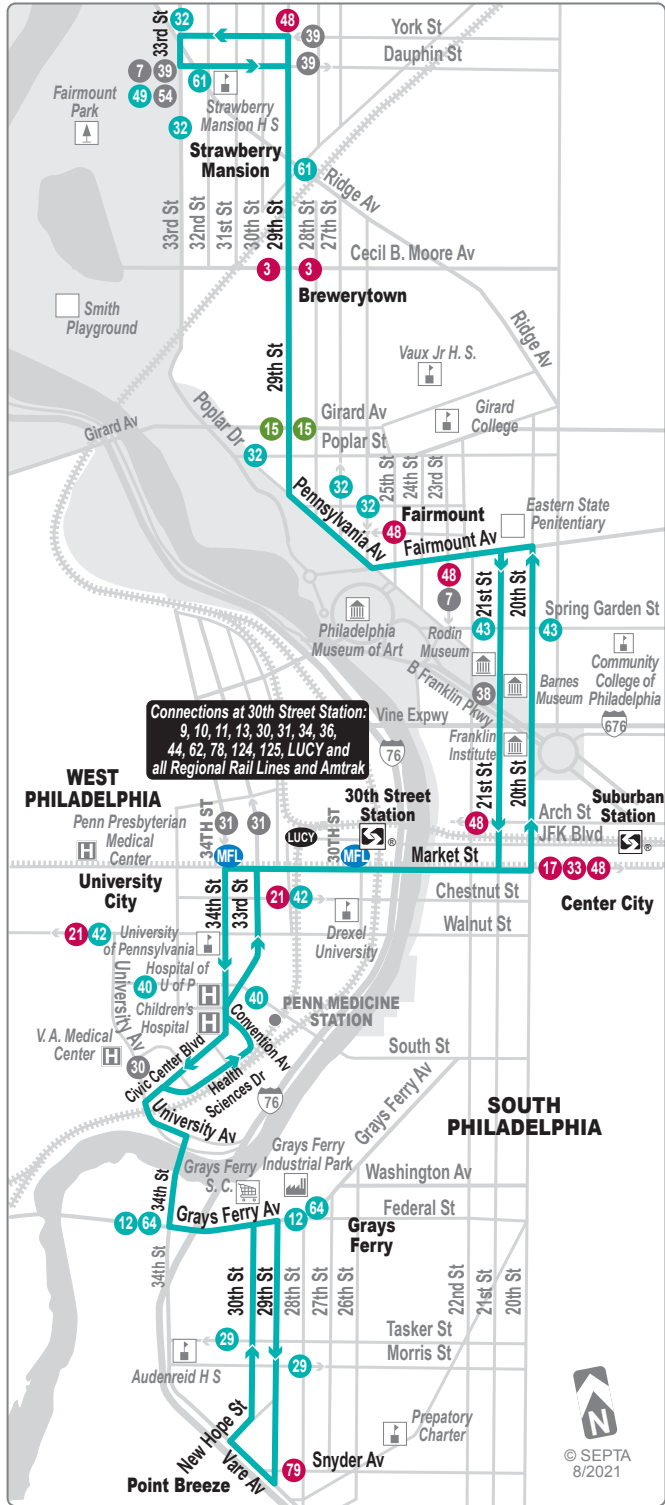 32
48
York St
39
33rd St
Dauphin St
39
7 39
49 54
61
Fairmount
Park
Strawberry
Mansion H S
32
Strawberry
Mansion
61
Ridge Av
33rd St
32nd St
31st St
30th St
29th St
28th St
27th St
Cecil B. Moore Av
3
3
Brewerytown
Smith
Playground
Ridge Av
Vaux Jr H. S.
29th St
Girard
College
Girard Av
Poplar Dr
15
15
Girard Av
Poplar St
32
25th St
24th St
23rd St
32
32
Pennsylvania Av
48
Fairmount
Fairmount Av
Eastern State
Penitentiary
48
7
21st St
20th St
Spring Garden St
43
43
Philadelphia
Museum of Art
Rodin
Museum
B Franklin Pkwy
38
Barnes
Museum
Community
College of
Philadelphia
676
Connections at 30th Street Station:
9, 10, 11, 13, 30, 31, 34, 36,
44, 62, 78, 124, 125, LUCY and
all Regional Rail Lines and Amtrak
Vine Expwy
76
Franklin
Institute
WEST
PHILADELPHIA
21st St
20th St
30th Street
Station
Suburban
Station
Penn Presbyterian
Medical
Center
34TH ST
31
31
LUCY
30TH ST
®
48
Arch St
JFK Blvd
®
MFL
MFL
Market St
17 33 48
University
City
34th St
33rd St
21 42
Chestnut St
Center City
21 42
University
of Pennsylvania
Drexel
University
Walnut St
University Av
40
Hospital of
U of P
Children's
Hospital
40
PENN MEDICINE
STATION
Convention Av
V. A. Medical
Center
30
Civic Center Blvd
Health
Sciences Dr
76
South St
University Av
Grays Ferry Av
SOUTH
PHILADELPHIA
34th St
Grays Ferry
S. C.
Grays Ferry
Industrial Park
Washington Av
12 64
Grays Ferry Av
12
64
Federal St
Grays
Ferry
34th St
30th St
29th St
28th St
27th St
26th St
22nd St
21st St
20th St
29
Tasker St
Morris St
29
Audenreid H S
New Hope St
Prepatory
Charter
N
Vare Av
79
Snyder Av
Point Breeze
© SEPTA
8/2021